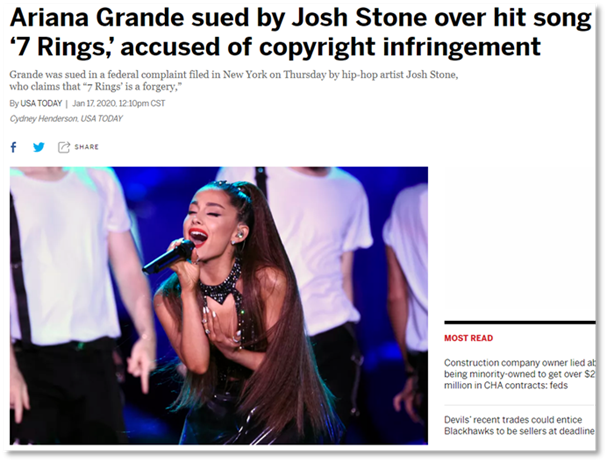 Ariana Grande sued by Josh Stone over hit song
‘7 Rings,’ accused of copyright infringement
Grande was sued in a federal complaint filed in New York on Thursday by hip-hop artist Josh Stone,
who claims that “7 Rings’ is a forgery,”
By USA TODAY | Jan 17, 2020, 12:10pm CST
Cydney Henderson, USA TODAY
SHARE
MOST READ
Construction company owner lied
being minority-owned to get over
million in CHA contracts: feds
Devils’ recent trades could entice
Blackhawks to be sellers at deadline